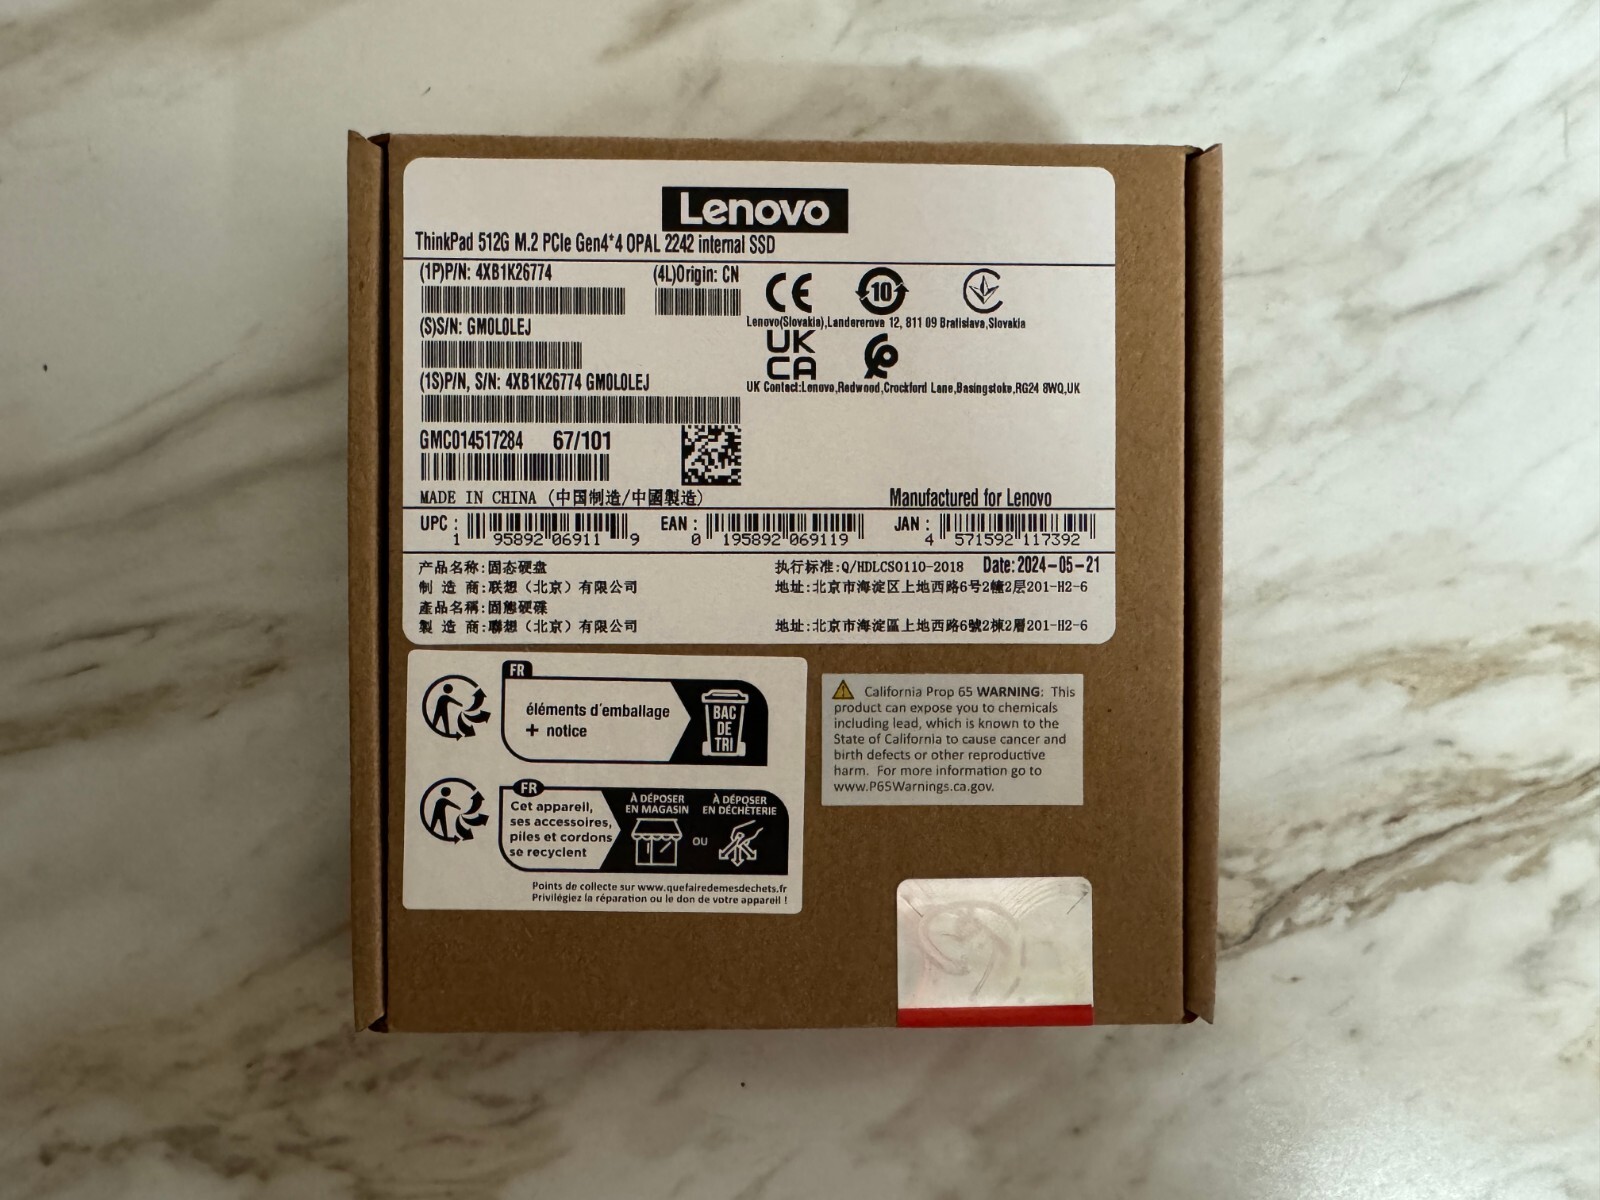 Lenovo
ThinkPad 512G M.2 PCIe Gen4*4 OPAL 2242 internal SSD
(1P)P/N: 4XB1K26774
(4L)Origin: CN
CE
10
Lenovo(Slovakia),Landererova 12, 811 09 Bratislava,Slovakia
(S)S/N: GM0L0LEJ
UK
CA
(1S)P/N, S/N: 4XB1K26774 GM0L0LEJ
UK Contact:Lenovo,Redwood,Crockford Lane,Basingstoke,RG24 8WQ,UK
GMC014517284 67/101
MADE IN CHINA (中国制造/中國製造)
Manufactured for Lenovo
UPC : 1 95892 06911 9
EAN : 0 195892 069119
JAN : 4 571592 117392
产品名称:固态硬盘
执行标准:Q/HDLCS0110-2018 Date:2024-05-21
制 造 商:联想（北京）有限公司
地址:北京市海淀区上地西路6号2幢2层201-H2-6
產品名稱:固態硬碟
製 造 商:聯想（北京）有限公司
地址:北京市海淀區上地西路6號2棟2層201-H2-6
FR
éléments d'emballage
+ notice
BAC
DE
TRI
FR
Cet appareil,
ses accessoires,
piles et cordons
se recyclent
À DÉPOSER
EN MAGASIN
OU
À DÉPOSER
EN DÉCHÈTERIE
Points de collecte sur www.quefairedemesdechets.fr
Privilégiez la réparation ou le don de votre appareil !
California Prop 65 WARNING: This
product can expose you to chemicals
including lead, which is known to the
State of California to cause cancer and
birth defects or other reproductive
harm. For more information go to
www.P65Warnings.ca.gov.